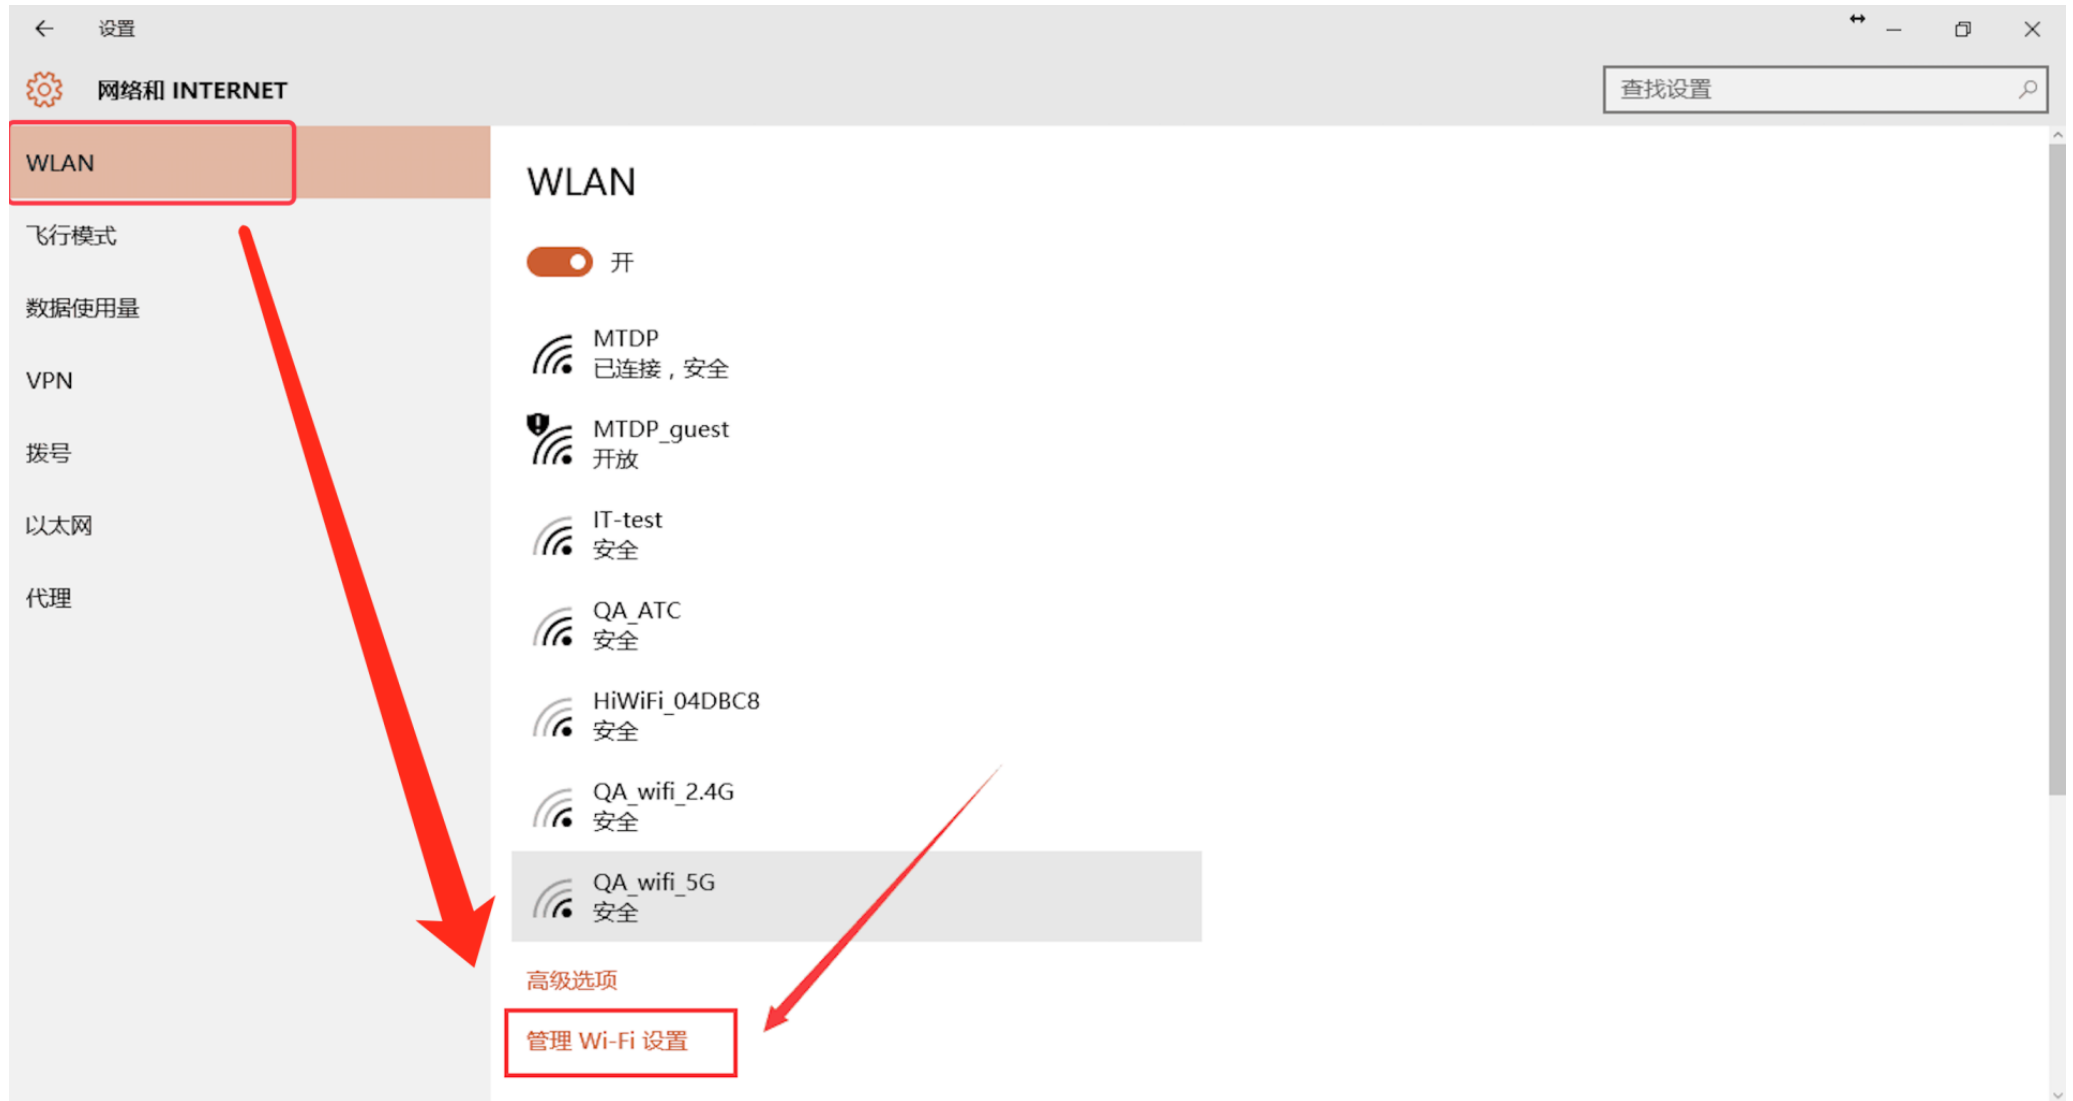 设置
网络和 INTERNET
查找设置
WLAN
飞行模式
数据使用量
VPN
拨号
以太网
代理
WLAN
开
MTDP
已连接，安全
MTDP_guest
开放
IT-test
安全
QA_ATC
安全
HiWiFi_04DBC8
安全
QA_wifi_2.4G
安全
QA_wifi_5G
安全
高级选项
管理 Wi-Fi 设置